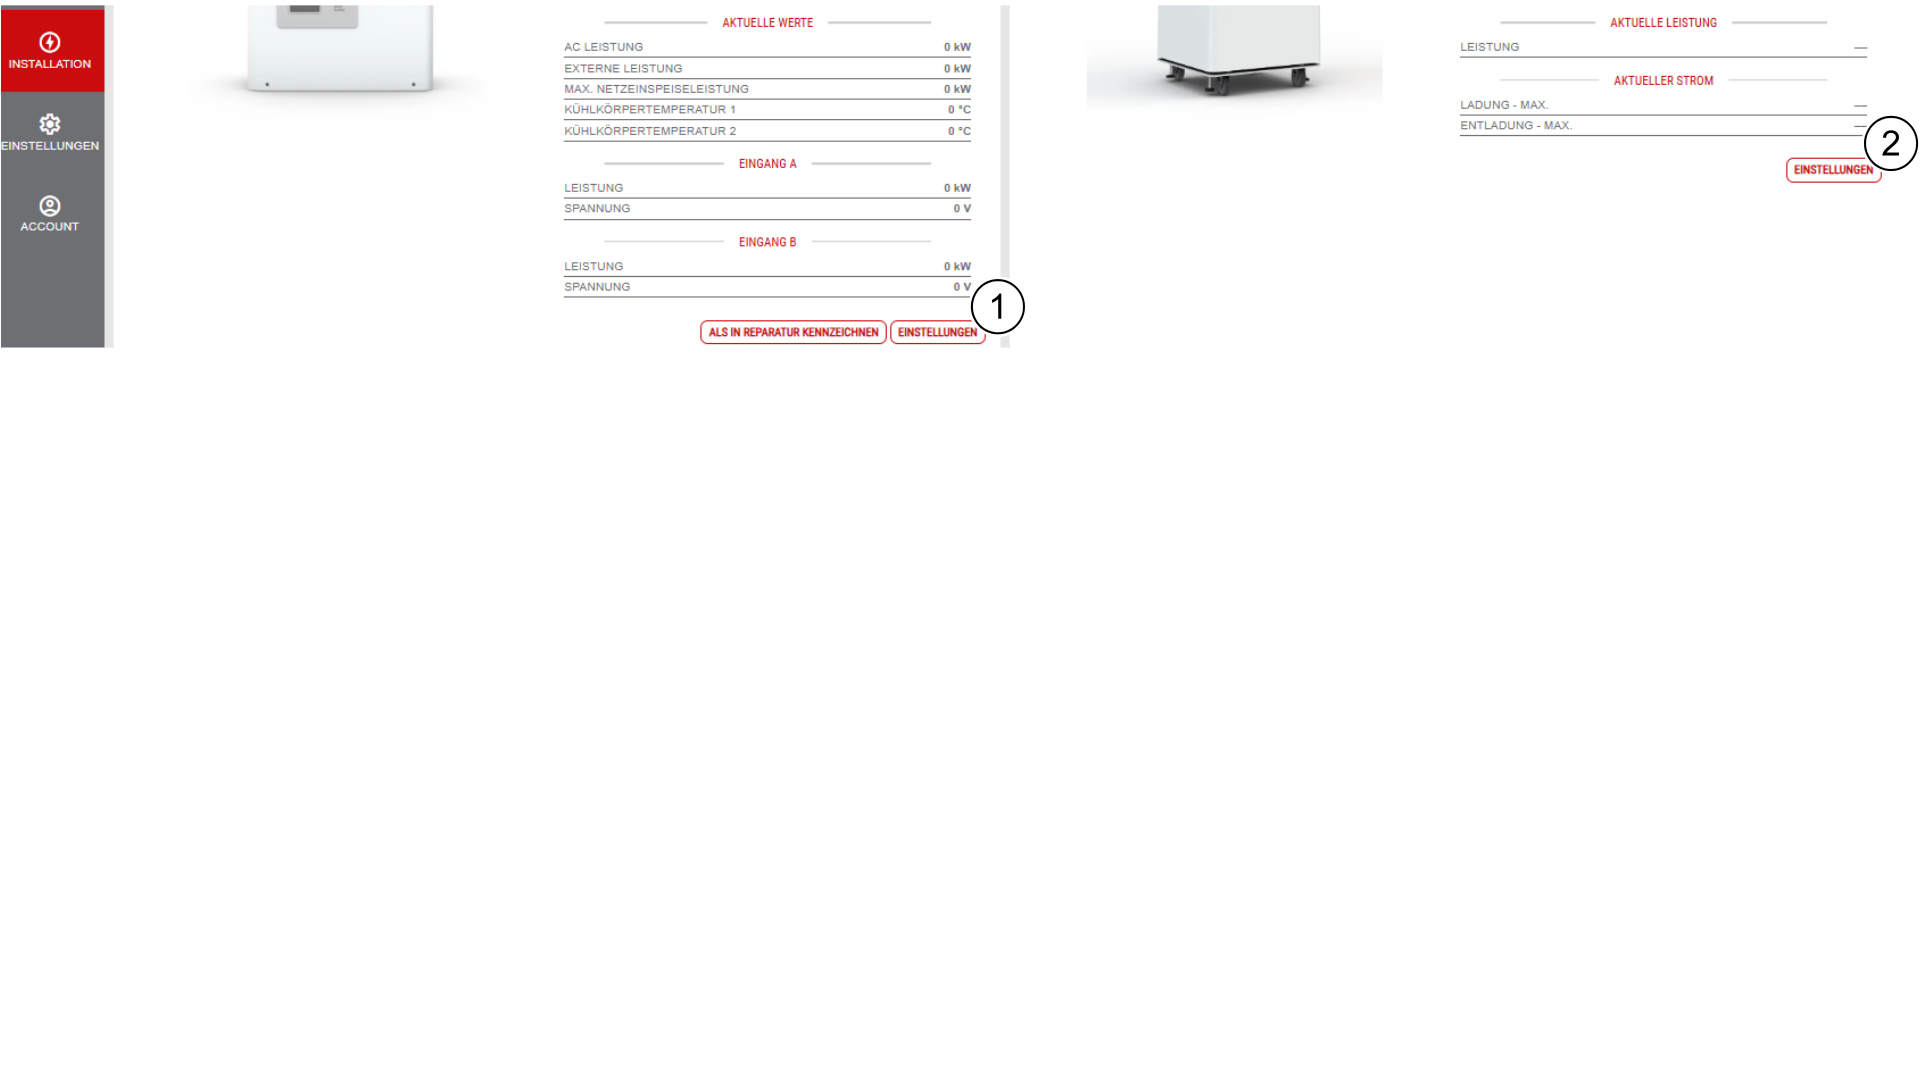 INSTALLATION
EINSTELLUNGEN
ACCOUNT
AKTUELLE WERTE
AC LEISTUNG 0 kW
EXTERNE LEISTUNG 0 kW
MAX. NETZEINSPEISELEISTUNG 0 kW
KÜHLKÖRPERTEMPERATUR 1 0 °C
KÜHLKÖRPERTEMPERATUR 2 0 °C
EINGANG A
LEISTUNG 0 kW
SPANNUNG 0 V
EINGANG B
LEISTUNG 0 kW
SPANNUNG 0 V
1
ALS IN REPARATUR KENNZEICHNEN EINSTELLUNGEN
AKTUELLE LEISTUNG
LEISTUNG —
AKTUELLER STROM
LADUNG - MAX. —
ENTLADUNG - MAX. —
2
EINSTELLUNGEN